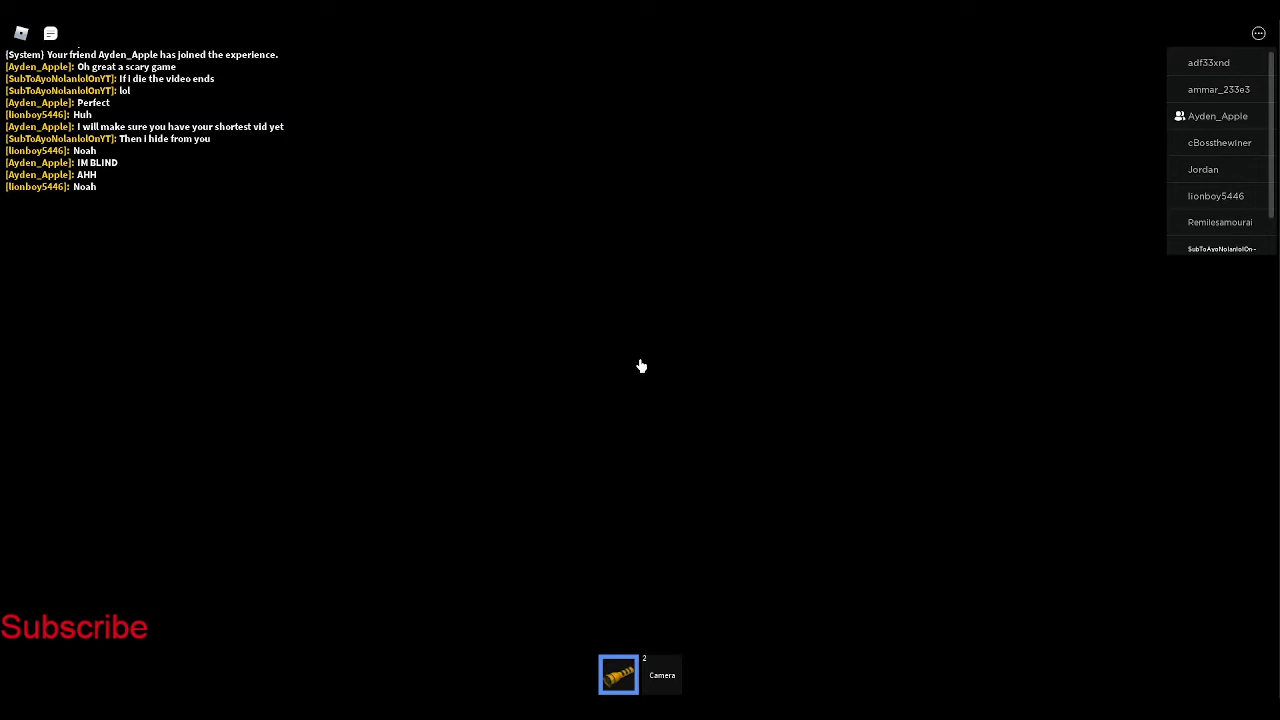 {System} Your friend Ayden_Apple has joined the experience.
[Ayden_Apple]: Oh great a scary game
[SubToAyoNolanlolOnYT]: If i die the video ends
[SubToAyoNolanlolOnYT]: lol
[Ayden_Apple]: Perfect
[lionboy5446]: Huh
[Ayden_Apple]: I will make sure you have your shortest vid yet
[SubToAyoNolanlolOnYT]: Then I hide from you
[lionboy5446]: Noah
[Ayden_Apple]: IM BLIND
[Ayden_Apple]: AHH
[lionboy5446]: Noah
adf33xnd
ammar_233e3
Ayden_Apple
cBossthewiner
Jordan
lionboy5446
Remilesamourai
SubToAyoNolanlolOn--
Subscribe
2
Camera